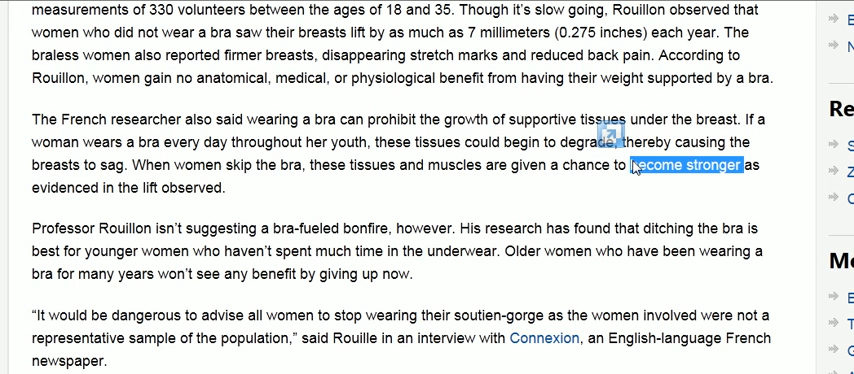 measurements of 330 volunteers between the ages of 18 and 35. Though it's slow going, Rouillon observed that
women who did not wear a bra saw their breasts lift by as much as 7 millimeters (0.275 inches) each year. The
braless women also reported firmer breasts, disappearing stretch marks and reduced back pain. According to
Rouillon, women gain no anatomical, medical, or physiological benefit from having their weight supported by a bra.
The French researcher also said wearing a bra can prohibit the growth of supportive tissues under the breast. If a
woman wears a bra every day throughout her youth, these tissues could begin to degrade, thereby causing the
breasts to sag. When women skip the bra, these tissues and muscles are given a chance to become stronger as
evidenced in the lift observed.
Professor Rouillon isn't suggesting a bra-fueled bonfire, however. His research has found that ditching the bra is
best for younger women who haven't spent much time in the underwear. Older women who have been wearing a
bra for many years won't see any benefit by giving up now.
“It would be dangerous to advise all women to stop wearing their soutien-gorge as the women involved were not a
representative sample of the population,” said Rouille in an interview with Connexion, an English-language French
newspaper.